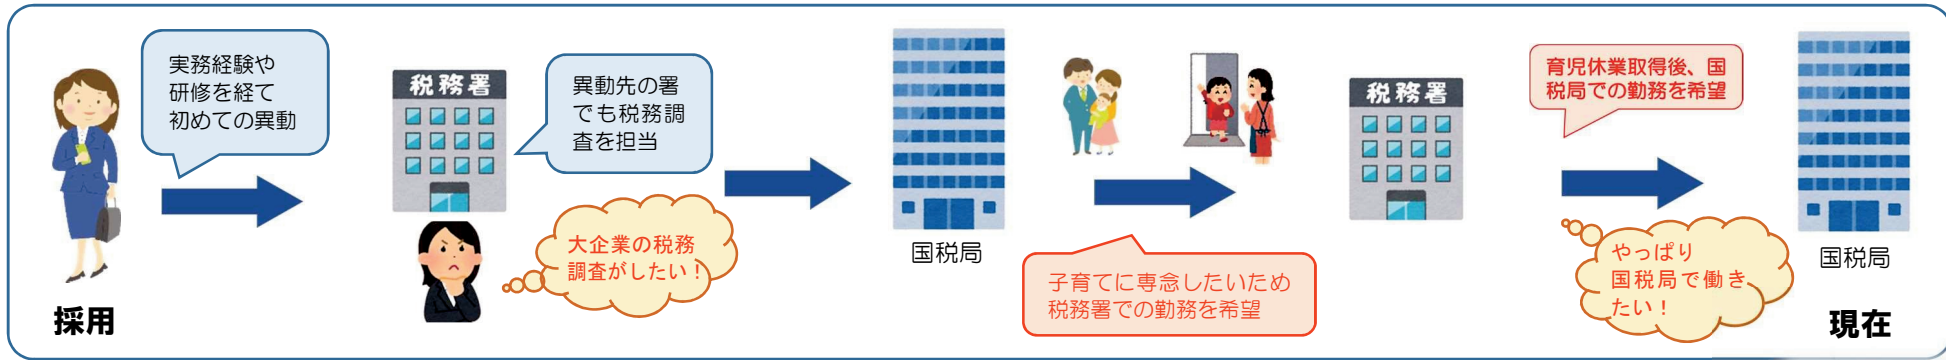 実務経験や
研修を経て
初めての異動
税務署
異動先の署
でも税務調
査を担当
大企業の税務
調査がしたい!
国税局
子育てに専念したいため
税務署での勤務を希望
税務署
育児休業取得後、国
税局での勤務を希望
やっぱり
国税局で働き
たい!
国税局
採用
現在